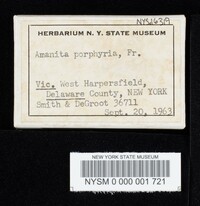 HERBARIUM N. Y. STATE MUSEUM
Amanita porphyria, Fr.
Vic. West Harpersfield,
Delaware County, NEW YORK
Smith & DeGroot 36711
Sept. 20, 1963
NEW YORK STATE MUSEUM
NYSM 0 000 001 721